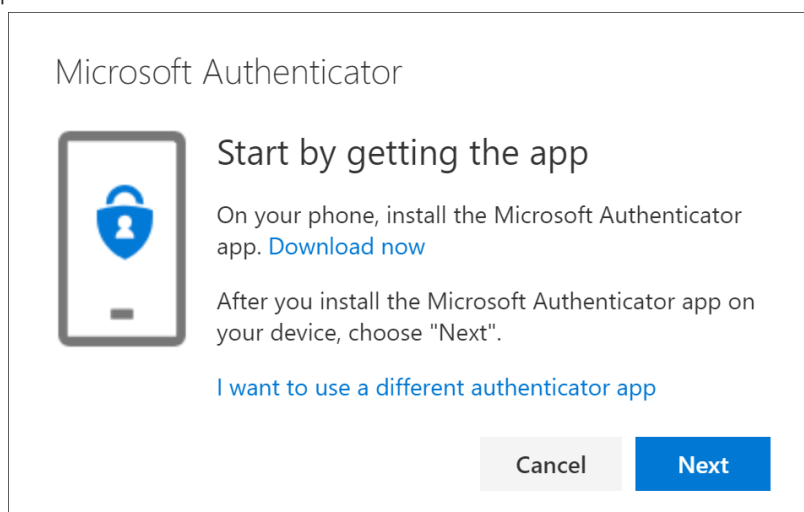 Microsoft Authenticator
Start by getting the app
On your phone, install the Microsoft Authenticator
app. Download now
After you install the Microsoft Authenticator app on
your device, choose "Next".
I want to use a different authenticator app
Cancel
Next